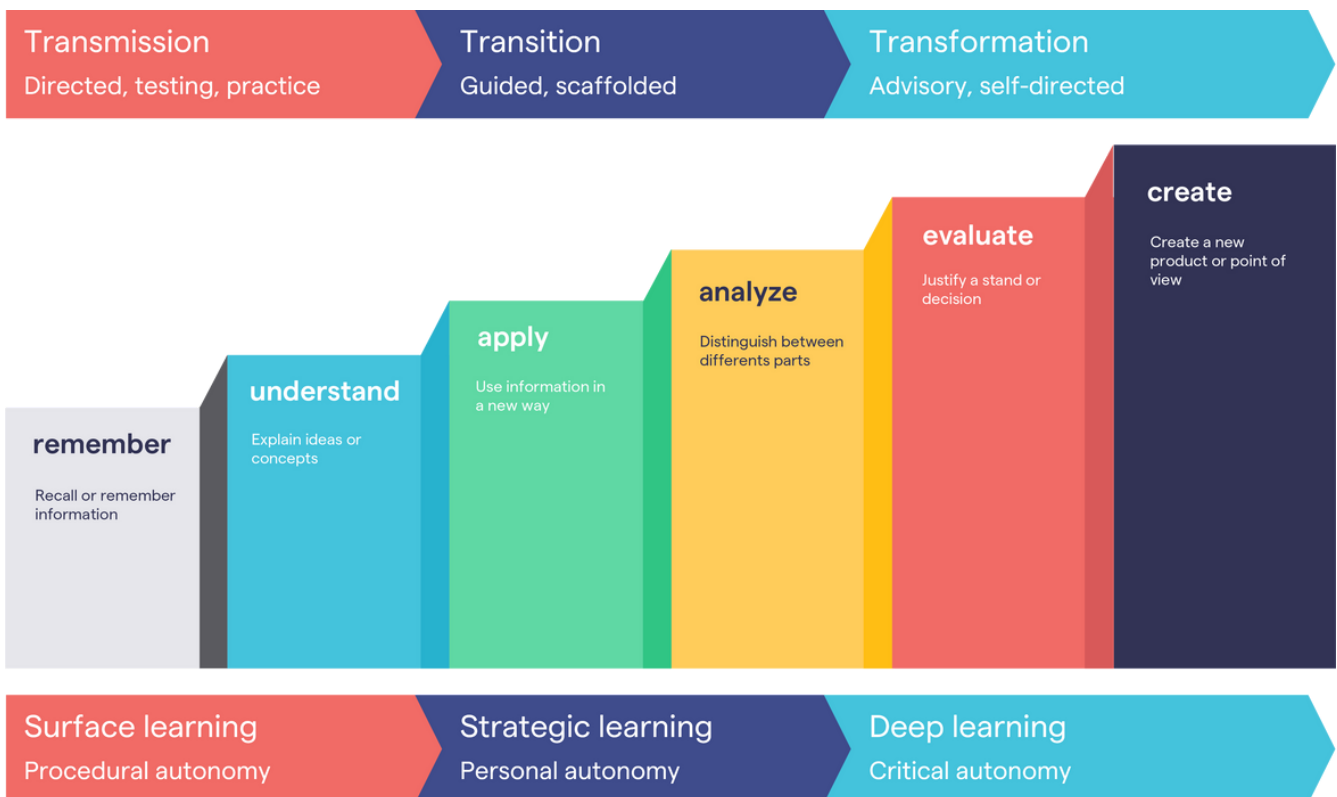 Transmission
Directed, testing, practice
Transition
Guided, scaffolded
Transformation
Advisory, self-directed
remember
Recall or remember
information
understand
Explain ideas or
concepts
apply
Use information in
a new way
analyze
Distinguish between
differents parts
evaluate
Justify a stand or
decision
create
Create a new
product or point of
view
Surface learning
Procedural autonomy
Strategic learning
Personal autonomy
Deep learning
Critical autonomy